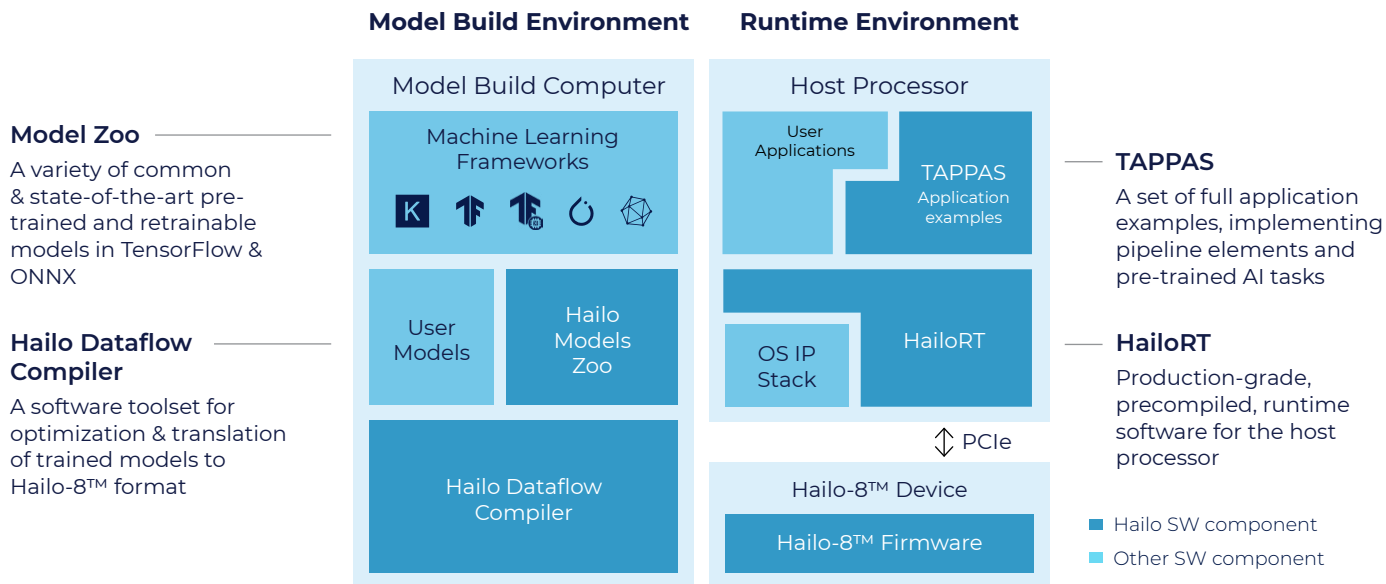 Model Build Environment
Runtime Environment
Model Zoo
A variety of common
& state-of-the-art pre-
trained and retrainable
models in TensorFlow &
ONNX
Hailo Dataflow
Compiler
A software toolset for
optimization & translation
of trained models to
Hailo-8™ format
Model Build Computer
Machine Learning
Frameworks
K
User
Models
Hailo
Models
Zoo
Hailo Dataflow
Compiler
Host Processor
User
Applications
TAPPAS
Application
examples
HailoRT
OS IP
Stack
PCIe
Hailo-8™ Device
Hailo-8™ Firmware
TAPPAS
A set of full application
examples, implementing
pipeline elements and
pre-trained AI tasks
HailoRT
Production-grade,
precompiled, runtime
software for the host
processor
Hailo SW component
Other SW component